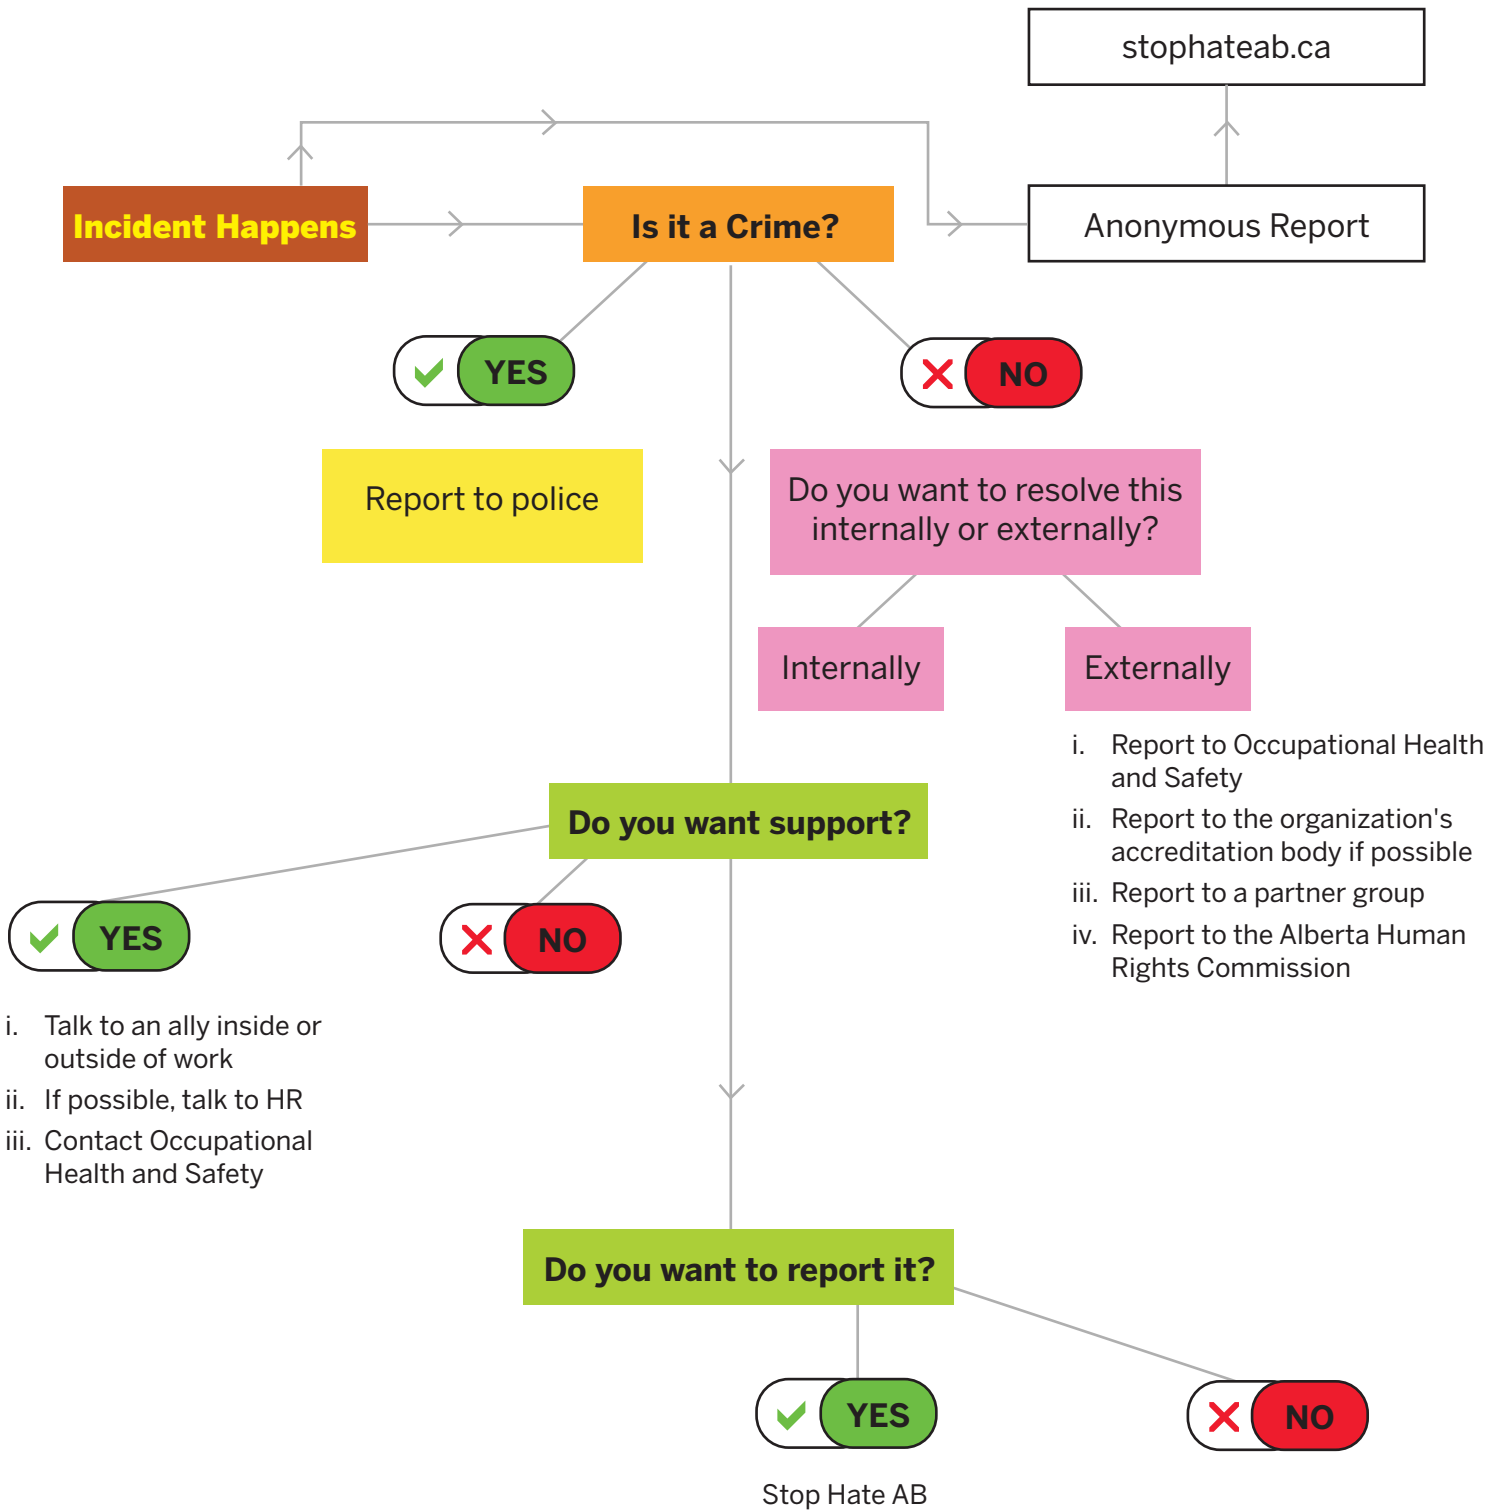 stophateab.ca
Incident Happens
Is it a Crime?
Anonymous Report
YES
NO
Report to police
Do you want to resolve this
internally or externally?
Internally
Externally
i. Report to Occupational Health
and Safety
ii. Report to the organization's
accreditation body if possible
iii. Report to a partner group
iv. Report to the Alberta Human
Rights Commission
Do you want support?
YES
NO
i. Talk to an ally inside or
outside of work
ii. If possible, talk to HR
iii. Contact Occupational
Health and Safety
Do you want to report it?
YES
NO
Stop Hate AB